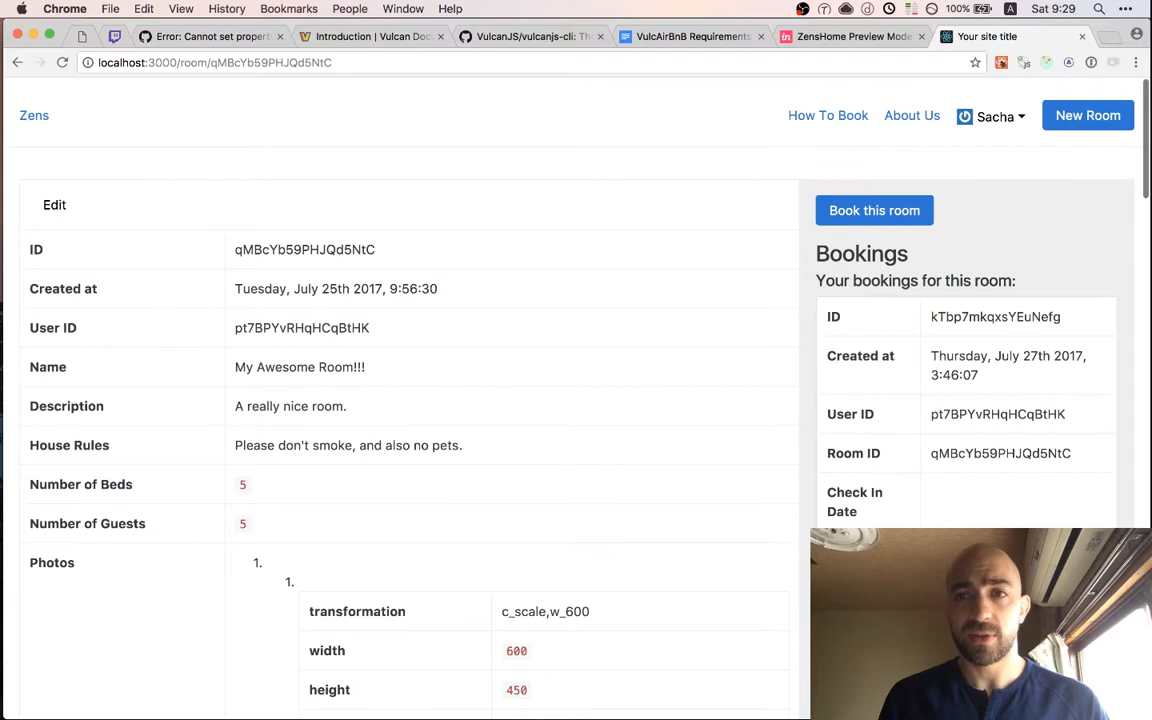 Chrome File Edit View History Bookmarks People Window Help 100% A Sat 9:29
Error: Cannot set propert
Introduction | Vulcan Doc
VulcanJS/vulcanjs-cli: The
VulcAirBnB Requirements
ZensHome Preview Mode
Your site title
localhost:3000/room/qMBcYb59PHJQd5NtC
Zens
How To Book
About Us
Sacha
New Room
Edit
ID qMBcYb59PHJQd5NtC
Created at Tuesday, July 25th 2017, 9:56:30
User ID pt7BPYvRHqHCqBtHK
Name My Awesome Room!!!
Description A really nice room.
House Rules Please don't smoke, and also no pets.
Number of Beds 5
Number of Guests 5
Photos 1.
1.
transformation c_scale,w_600
width 600
height 450
Book this room
Bookings
Your bookings for this room:
ID kTbp7mkqxsYEuNefg
Created at Thursday, July 27th 2017,
3:46:07
User ID pt7BPYvRHqHCqBtHK
Room ID qMBcYb59PHJQd5NtC
Check In
Date